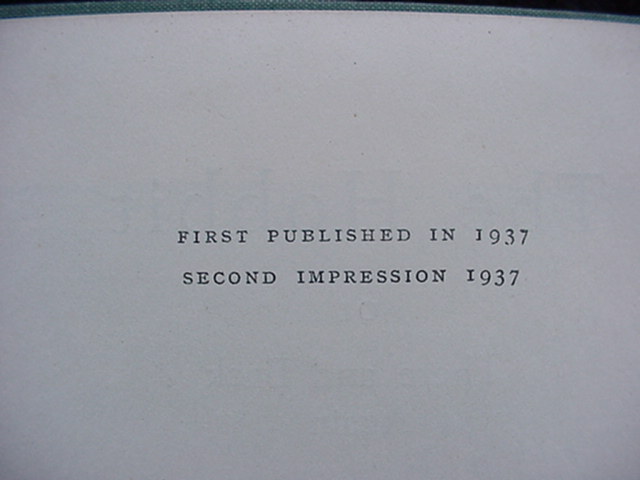 FIRST PUBLISHED IN 1937
SECOND IMPRESSION 1937